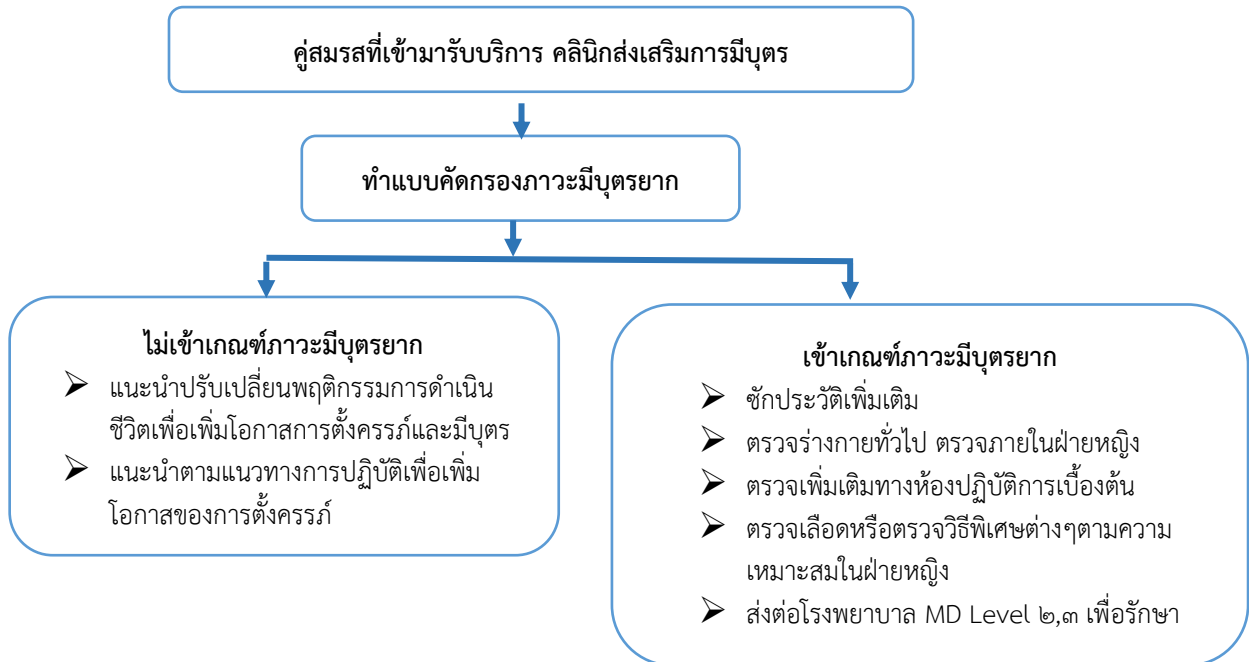 คู่สมรสที่เข้ามารับบริการ คลินิกส่งเสริมการมีบุตร
ทำแบบคัดกรองภาวะมีบุตรยาก
ไม่เข้าเกณฑ์ภาวะมีบุตรยาก
➢ แนะนำปรับเปลี่ยนพฤติกรรมการดำเนิน
ชีวิตเพื่อเพิ่มโอกาสการตั้งครรภ์และมีบุตร
➢ แนะนำตามแนวทางการปฏิบัติเพื่อเพิ่ม
โอกาสของการตั้งครรภ์
เข้าเกณฑ์ภาวะมีบุตรยาก
➢ ซักประวัติเพิ่มเติม
➢ ตรวจร่างกายทั่วไป ตรวจภายในฝ่ายหญิง
➢ ตรวจเพิ่มเติมทางห้องปฏิบัติการเบื้องต้น
➢ ตรวจเลือดหรือตรวจวิธีพิเศษต่างๆตามความ
เหมาะสมในฝ่ายหญิง
➢ ส่งต่อโรงพยาบาล MD Level ๒,๓ เพื่อรักษา